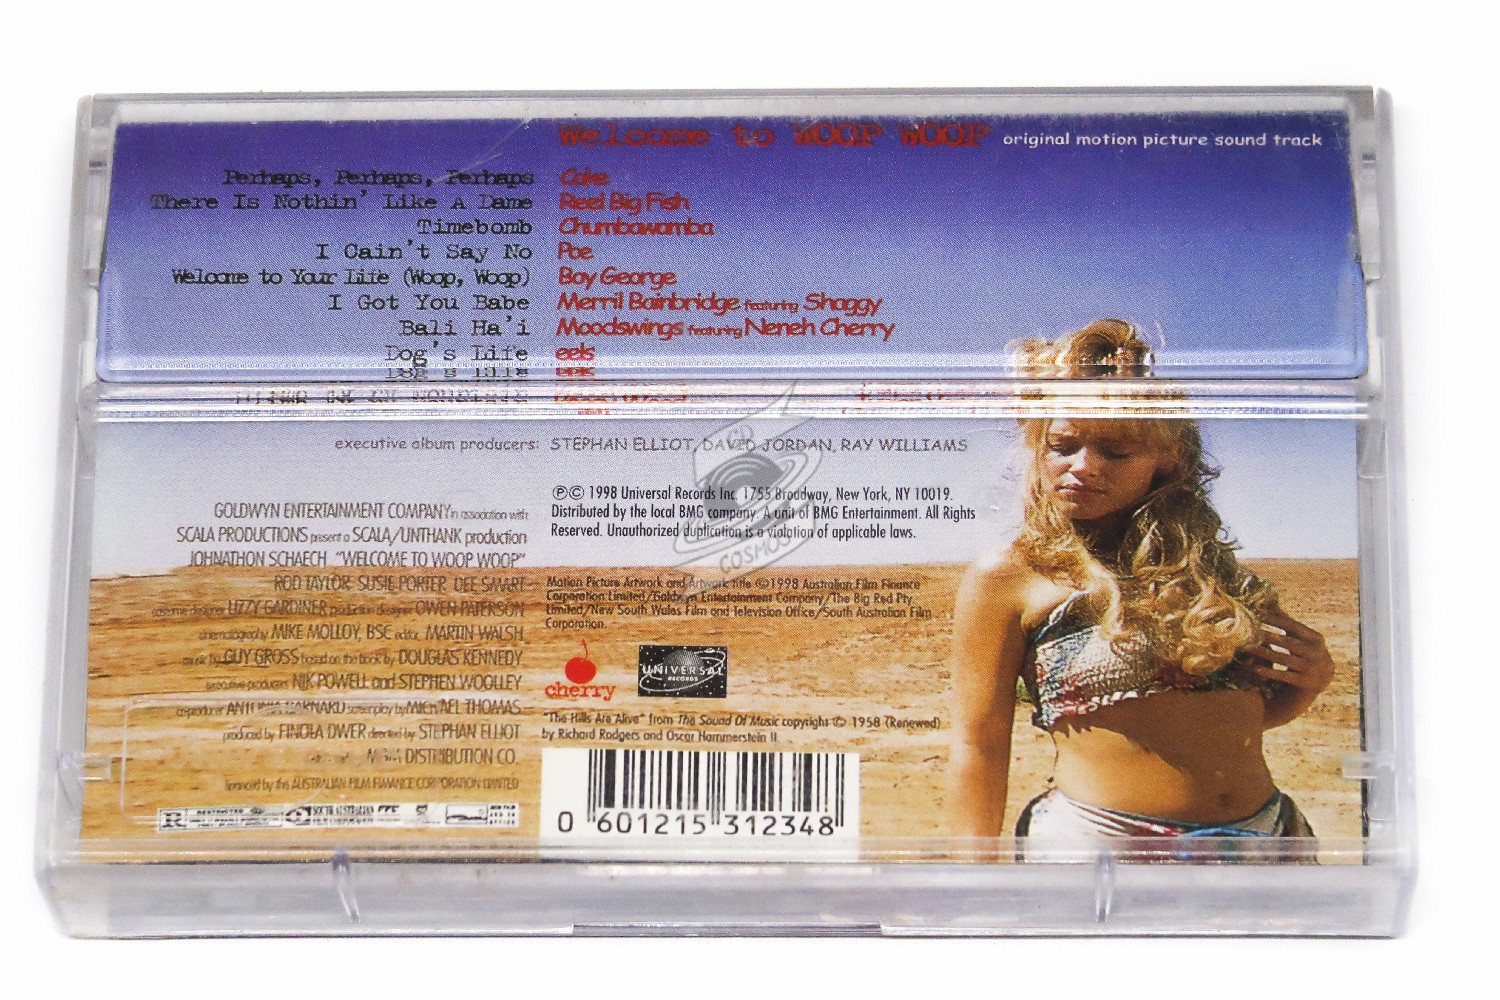 Welcome to WOOP WOOP original motion picture sound track
Perhaps, Perhaps, Perhaps Cake
There Is Nothin' Like A Dame Reel Big Fish
Timebomb Chumbawamba
I Cain't Say No Poe
Welcome to Your Life (Woop, Woop) Boy George
I Got You Babe Merril Bainbridge featuring Shaggy
Bali Ha'i Moodswings featuring Neneh Cherry
Dog's Life eels
executive album producers: STEPHAN ELLIOT, DAVID JORDAN, RAY WILLIAMS
CD
COSMOS
℗© 1998 Universal Records Inc. 1755 Broadway, New York, NY 10019.
Distributed by the local BMG company. A unit of BMG Entertainment. All Rights
Reserved. Unauthorized duplication is a violation of applicable laws.
GOLDWYN ENTERTAINMENT COMPANY in association with
SCALA PRODUCTIONS present a SCALA/UNTHANK production
JOHNATHON SCHAECH "WELCOME TO WOOP WOOP"
ROD TAYLOR SUSIE PORTER DEE SMART
costume designer LIZZY GARDINER production designer OWEN PATERSON
cinematography MIKE MOLLOY, BSC editor, MARTIN WALSH
music by GUY GROSS based on the book by DOUGLAS KENNEDY
executive producers NIK POWELL and STEPHEN WOOLLEY
co-producer ANTONIA BARNARD screenplay by MICHAEL THOMAS
produced by FINOLA DWER directed by STEPHAN ELLIOT
DISTRIBUTION CO.
financed by the AUSTRALIAN FILM FINANCE CORPORATION LIMITED
R RESTRICTED
SOUTH AUSTRALIAN
Motion Picture Artwork and Artwork title ©1998 Australian Film Finance
Corporation Limited/Goldwyn Entertainment Company/The Big Red Pty
Limited/New South Wales Film and Television Office/South Australian Film
Corporation.
cherry
UNIVERSAL
RECORDS
"The Hills Are Alive" from The Sound Of Music copyright © 1958 (Renewed)
by Richard Rodgers and Oscar Hammerstein II.
0 601215 312348